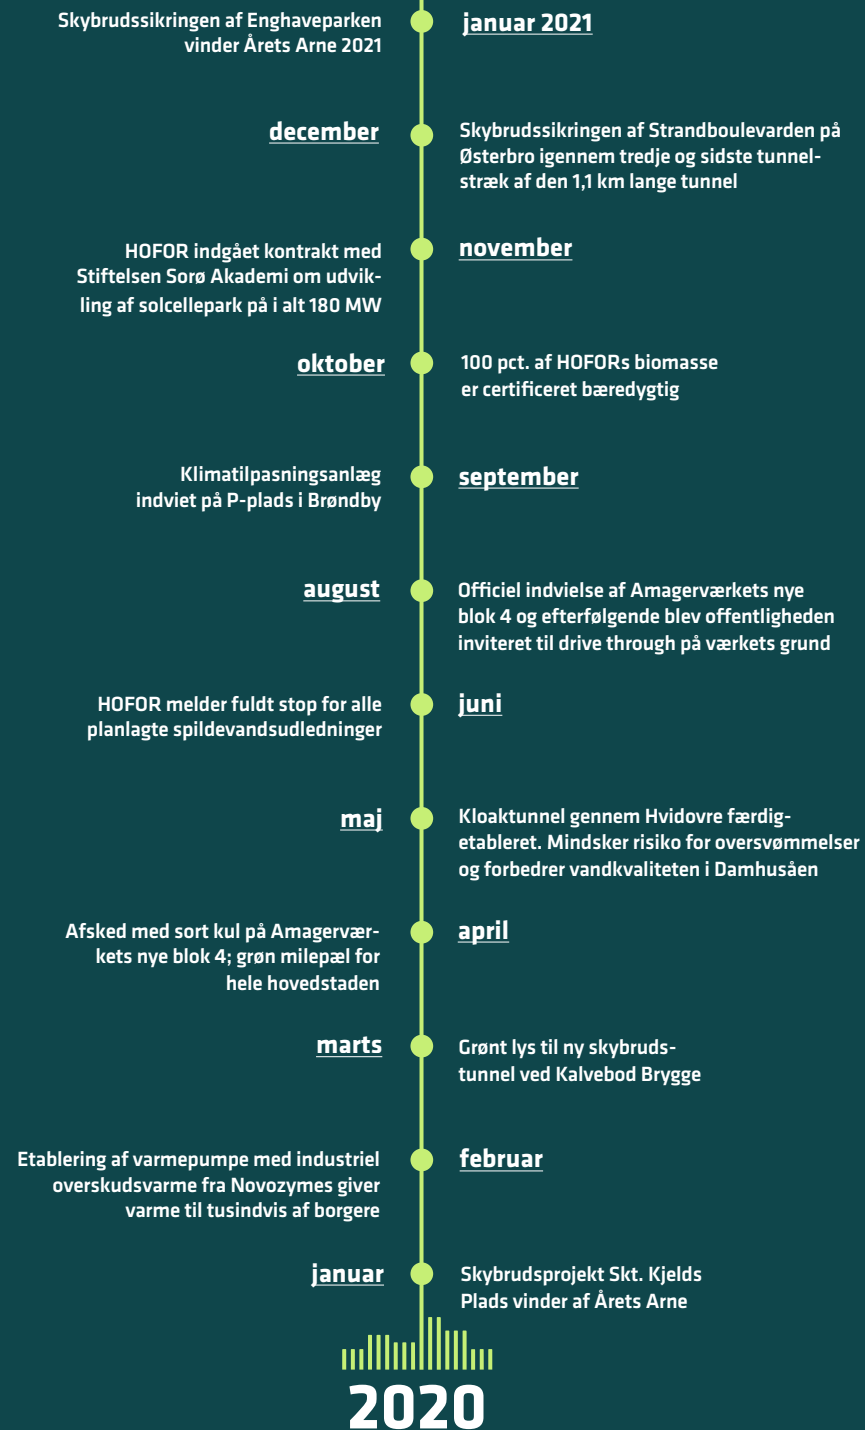 Skybrudssikringen af Enghaveparken
vinder Årets Arne 2021
januar 2021
december
Skybrudssikringen af Strandboulevarden på
Østerbro igennem tredje og sidste tunnel-
stræk af den 1,1 km lange tunnel
HOFOR indgået kontrakt med
Stiftelsen Sorø Akademi om udvik-
ling af solcellepark på i alt 180 MW
november
oktober
100 pct. af HOFORs biomasse
er certificeret bæredygtig
Klimatilpasningsanlæg
indviet på P-plads i Brøndby
september
august
Officiel indvielse af Amagerværkets nye
blok 4 og efterfølgende blev offentligheden
inviteret til drive through på værkets grund
HOFOR melder fuldt stop for alle
planlagte spildevandsudledninger
juni
maj
Kloaktunnel gennem Hvidovre færdig-
etableret. Mindsker risiko for oversvømmelser
og forbedrer vandkvaliteten i Damhusåen
Afsked med sort kul på Amagervær-
kets nye blok 4; grøn milepæl for
hele hovedstaden
april
marts
Grønt lys til ny skybruds-
tunnel ved Kalvebod Brygge
Etablering af varmepumpe med industriel
overskudsvarme fra Novozymes giver
varme til tusindvis af borgere
februar
januar
Skybrudsprojekt Skt. Kjelds
Plads vinder af Årets Arne
2020